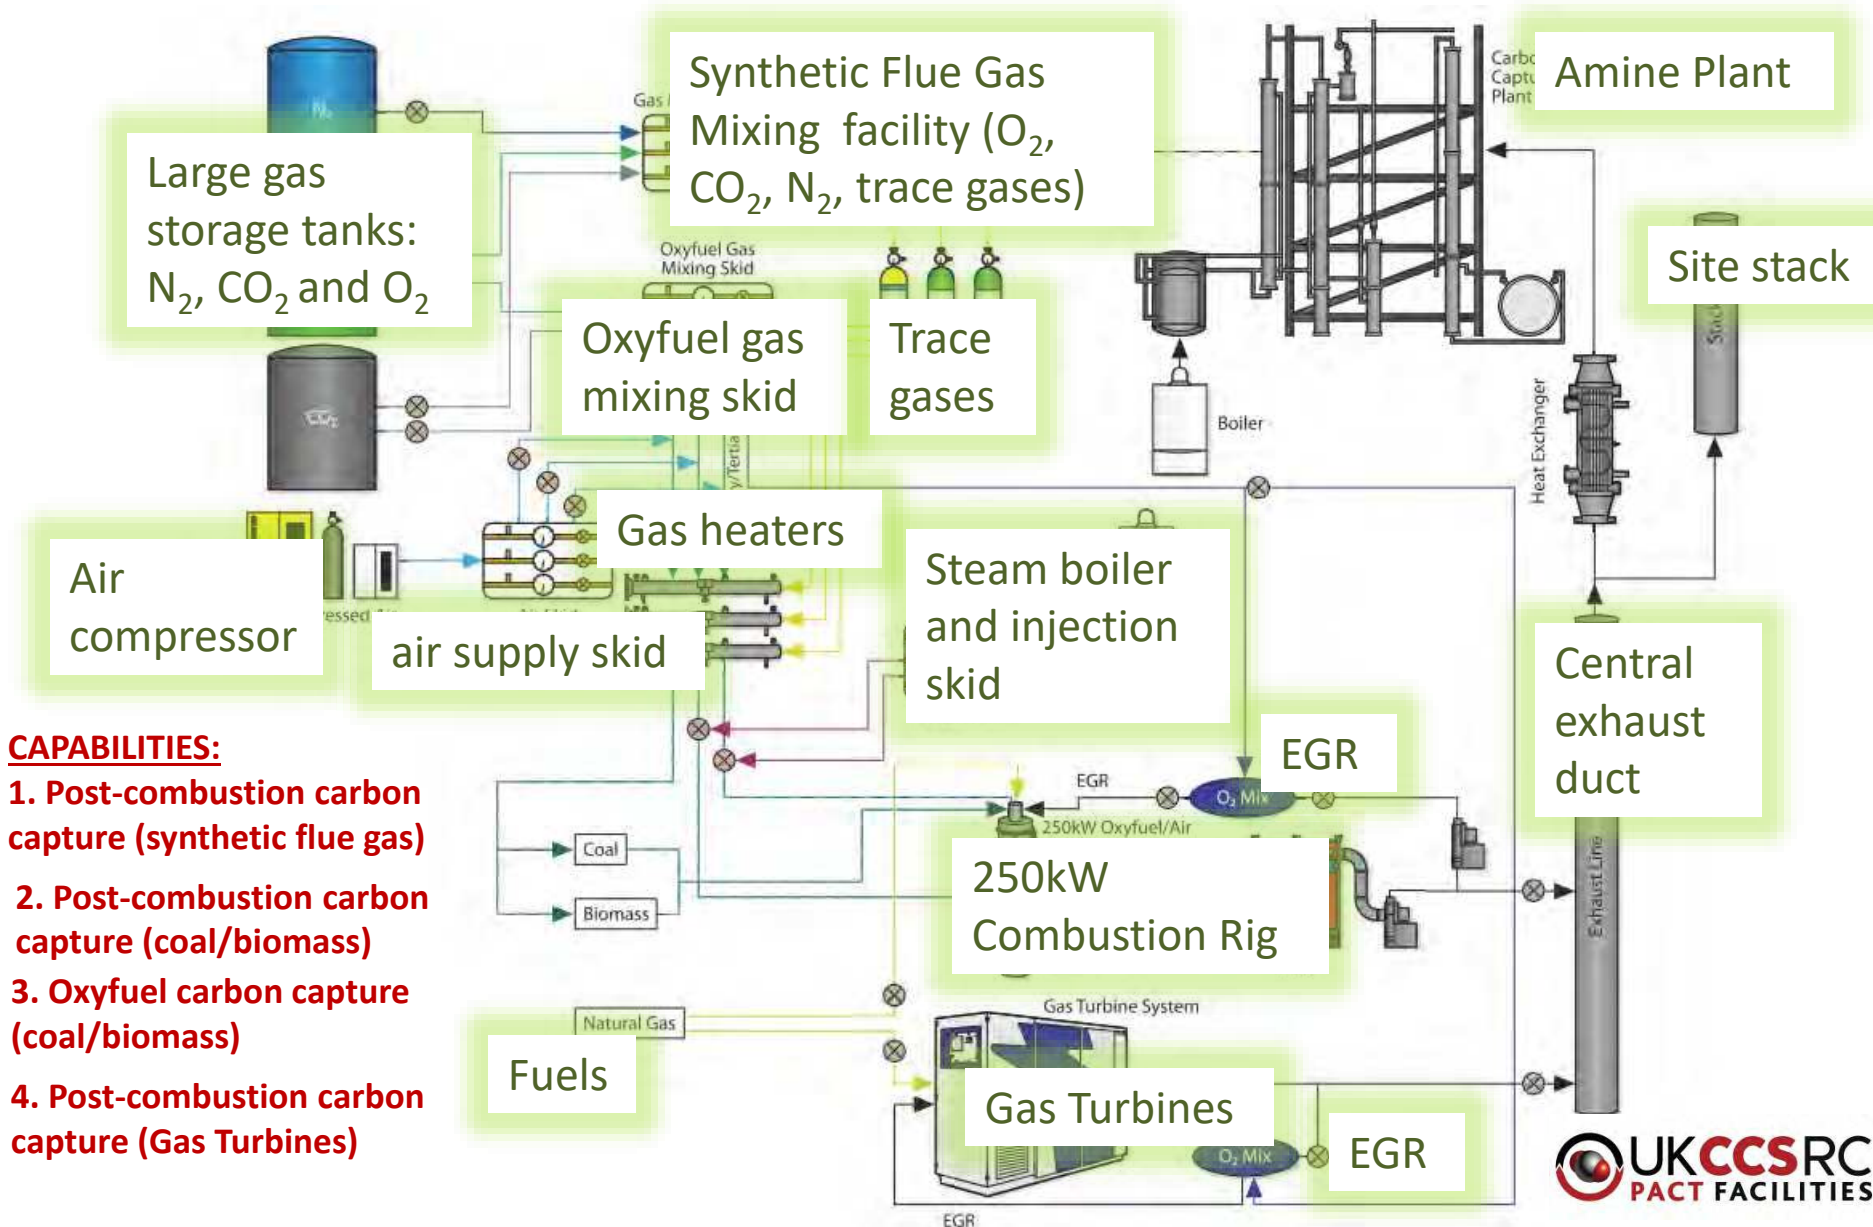 N₂
Large gas
storage tanks:
N₂, CO₂ and O₂
CO₂
Synthetic Flue Gas
Mixing facility (O₂,
CO₂, N₂, trace gases)
Gas
Oxyfuel Gas
Mixing Skid
Oxyfuel gas
mixing skid
Trace
gases
Plant
Amine Plant
Site stack
Boiler
Heat Exchanger
Gas heaters
Air
compressor
air supply skid
Steam boiler
and injection
skid
Central
exhaust
duct
Exhaust Line
EGR
EGR
O₂ Mix
250kW Oxyfuel/Air
250kW
Combustion Rig
Coal
Biomass
Natural Gas
Fuels
Gas Turbine System
Gas Turbines
O₂ Mix
EGR
EGR
CAPABILITIES:
1. Post-combustion carbon
capture (synthetic flue gas)
2. Post-combustion carbon
capture (coal/biomass)
3. Oxyfuel carbon capture
(coal/biomass)
4. Post-combustion carbon
capture (Gas Turbines)
UKCCSRC
PACT FACILITIES